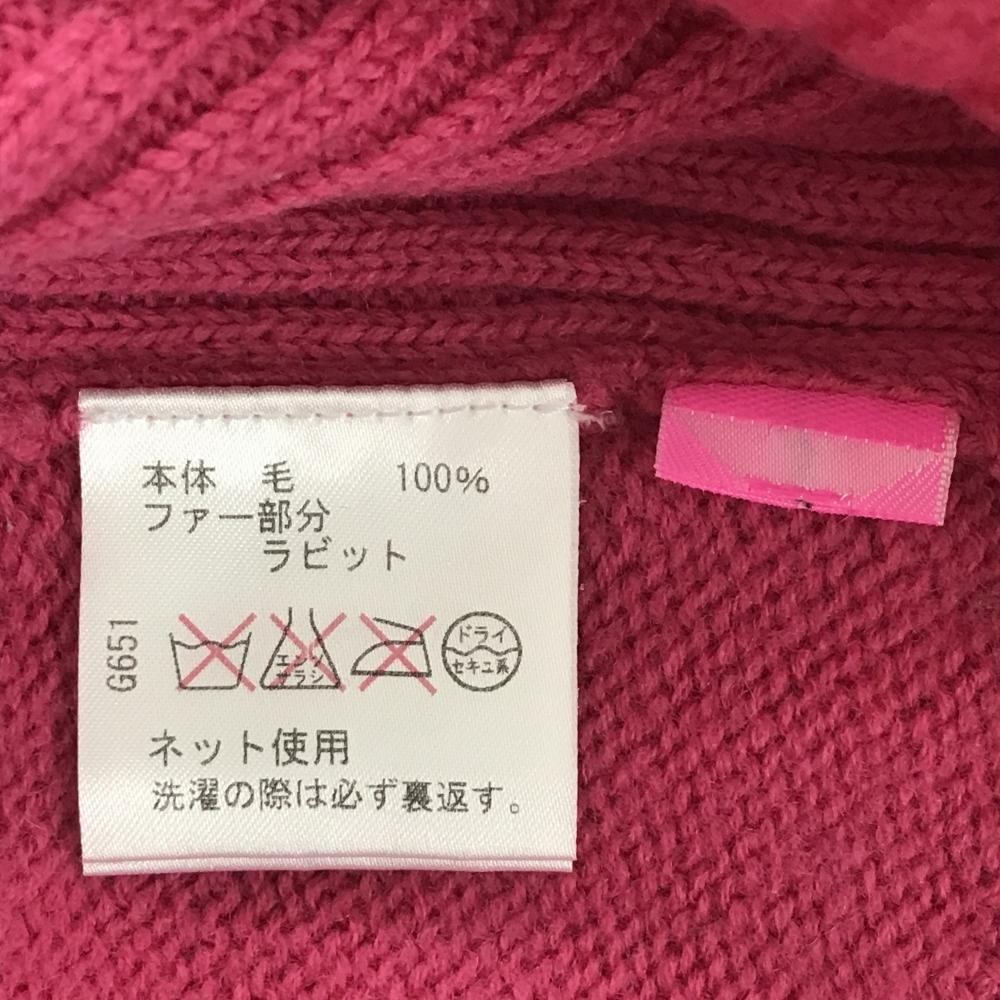 本体　毛　100%
ファー部分
ラビット
G651
エンソ
サラシ
ドライ
セキユ系
ネット使用
洗濯の際は必ず裏返す。